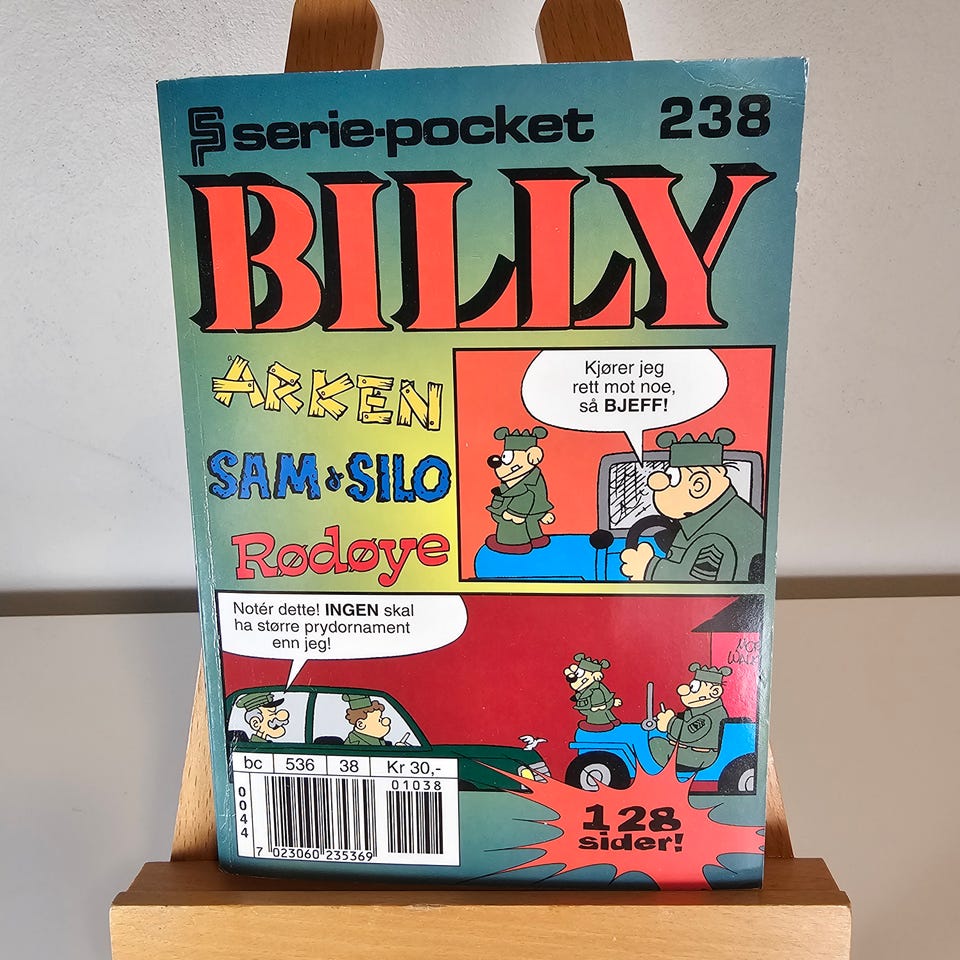 SP serie-pocket 238
BILLY
ARKEN
SAM & SILO
Rødøye
Kjører jeg
rett mot noe,
så BJEFF!
Notér dette! INGEN skal
ha større prydornament
enn jeg!
bc 536 38 Kr 30,-
01038
0044
7 023060 235369
128
sider!